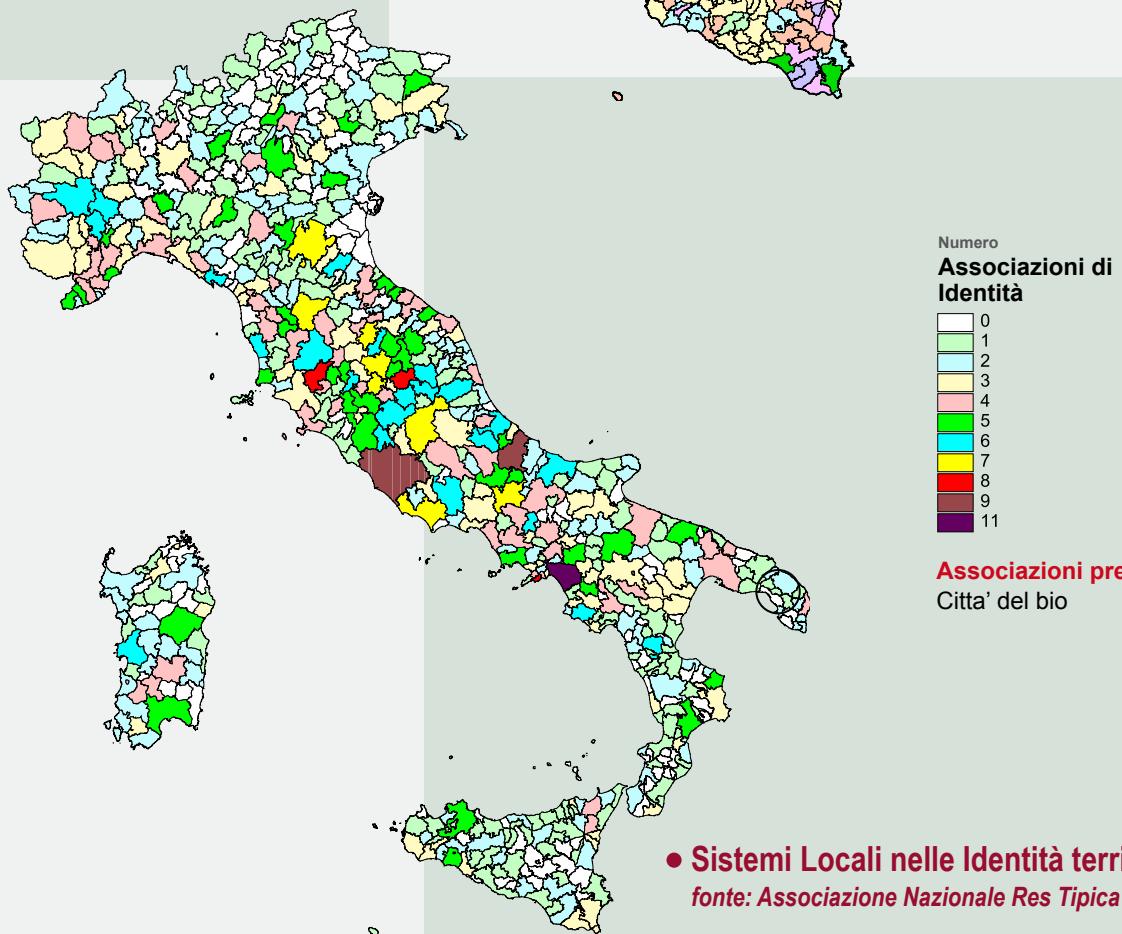 Numero
Associazioni di
Identità
0
1
2
3
4
5
6
7
8
9
11
Associazioni pre
Citta' del bio
• Sistemi Locali nelle Identità terri
fonte: Associazione Nazionale Res Tipica